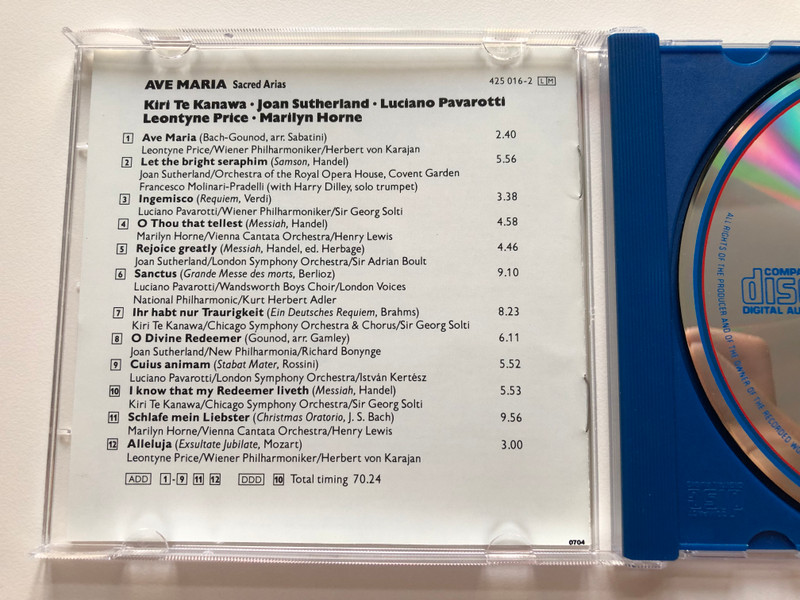 AVE MARIA Sacred Arias 425 016-2 LM
Kiri Te Kanawa · Joan Sutherland · Luciano Pavarotti
Leontyne Price · Marilyn Horne
1 Ave Maria (Bach-Gounod, arr. Sabatini) 2.40
Leontyne Price/Wiener Philharmoniker/Herbert von Karajan
2 Let the bright seraphim (Samson, Handel) 5.56
Joan Sutherland/Orchestra of the Royal Opera House, Covent Garden
Francesco Molinari-Pradelli (with Harry Dilley, solo trumpet)
3 Ingemisco (Requiem, Verdi) 3.38
Luciano Pavarotti/Wiener Philharmoniker/Sir Georg Solti
4 O Thou that tellest (Messiah, Handel) 4.58
Marilyn Horne/Vienna Cantata Orchestra/Henry Lewis
5 Rejoice greatly (Messiah, Handel, ed. Herbage) 4.46
Joan Sutherland/London Symphony Orchestra/Sir Adrian Boult
6 Sanctus (Grande Messe des morts, Berlioz) 9.10
Luciano Pavarotti/Wandsworth Boys Choir/London Voices
National Philharmonic/Kurt Herbert Adler
7 Ihr habt nur Traurigkeit (Ein Deutsches Requiem, Brahms) 8.23
Kiri Te Kanawa/Chicago Symphony Orchestra & Chorus/Sir Georg Solti
8 O Divine Redeemer (Gounod, arr. Gamley) 6.11
Joan Sutherland/New Philharmonia/Richard Bonynge
9 Cuius animam (Stabat Mater, Rossini) 5.52
Luciano Pavarotti/London Symphony Orchestra/István Kertész
10 I know that my Redeemer liveth (Messiah, Handel) 5.53
Kiri Te Kanawa/Chicago Symphony Orchestra/Sir Georg Solti
11 Schlafe mein Liebster (Christmas Oratorio, J. S. Bach) 9.56
Marilyn Horne/Vienna Cantata Orchestra/Henry Lewis
12 Alleluja (Exsultate Jubilate, Mozart) 3.00
Leontyne Price/Wiener Philharmoniker/Herbert von Karajan
ADD 1-9 11 12 DDD 10 Total timing 70.24
0704
ALL RIGHTS OF THE PRODUCER AND OF THE OWNER OF THE RECORDED WO
COMPA
dis
DIGITAL AU